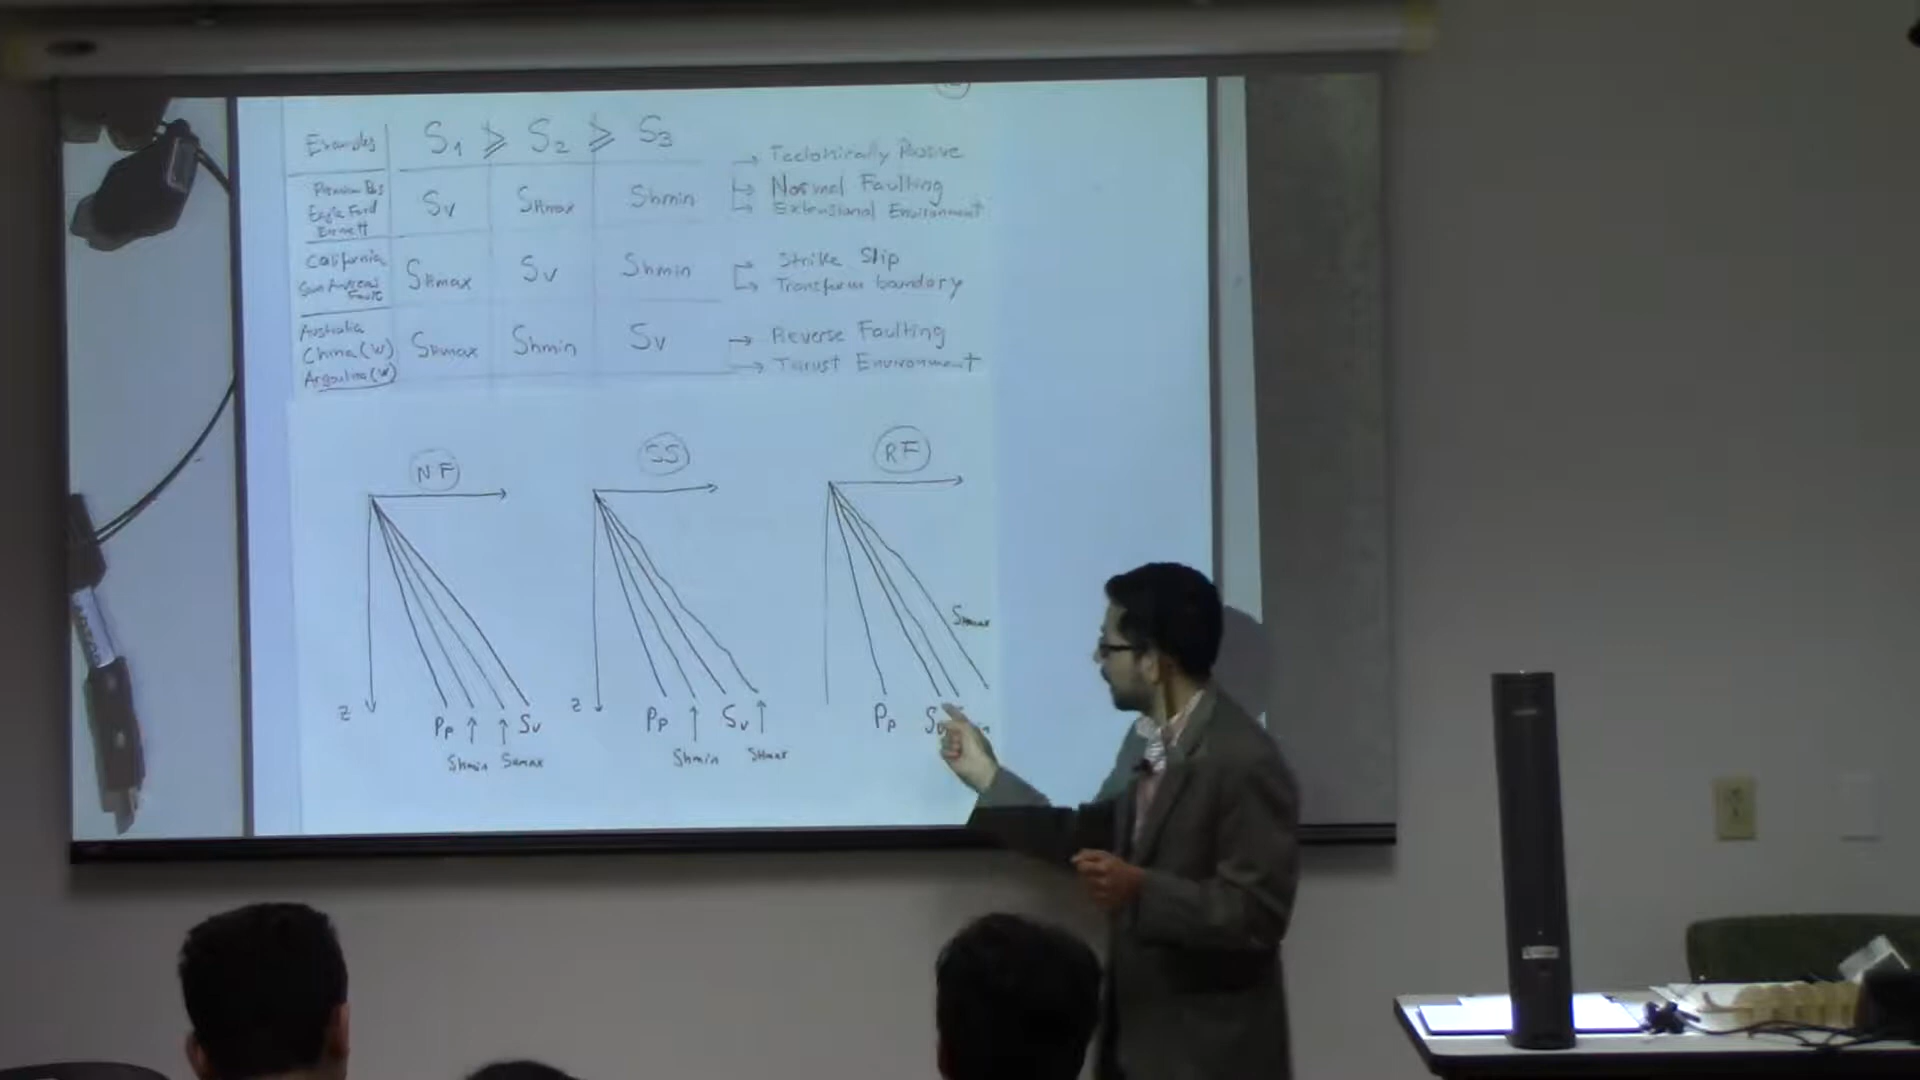 Examples S1 ≥ S2 ≥ S3
→ Tectonically Passive
Sv SHmax Shmin
→ Normal Faulting
→ Extensional Environment
Eagle Ford
California
San Andreas
Fault
SHmax Sv Shmin
→ Strike Slip
→ Transform boundary
Australia
China (W)
Argentina (W)
SHmax Shmin Sv
→ Reverse Faulting
→ Thrust Environment
NF SS RF
SHmax
z Pp Sv z Pp Sv Pp
Shmin SHmax Shmin SHmax